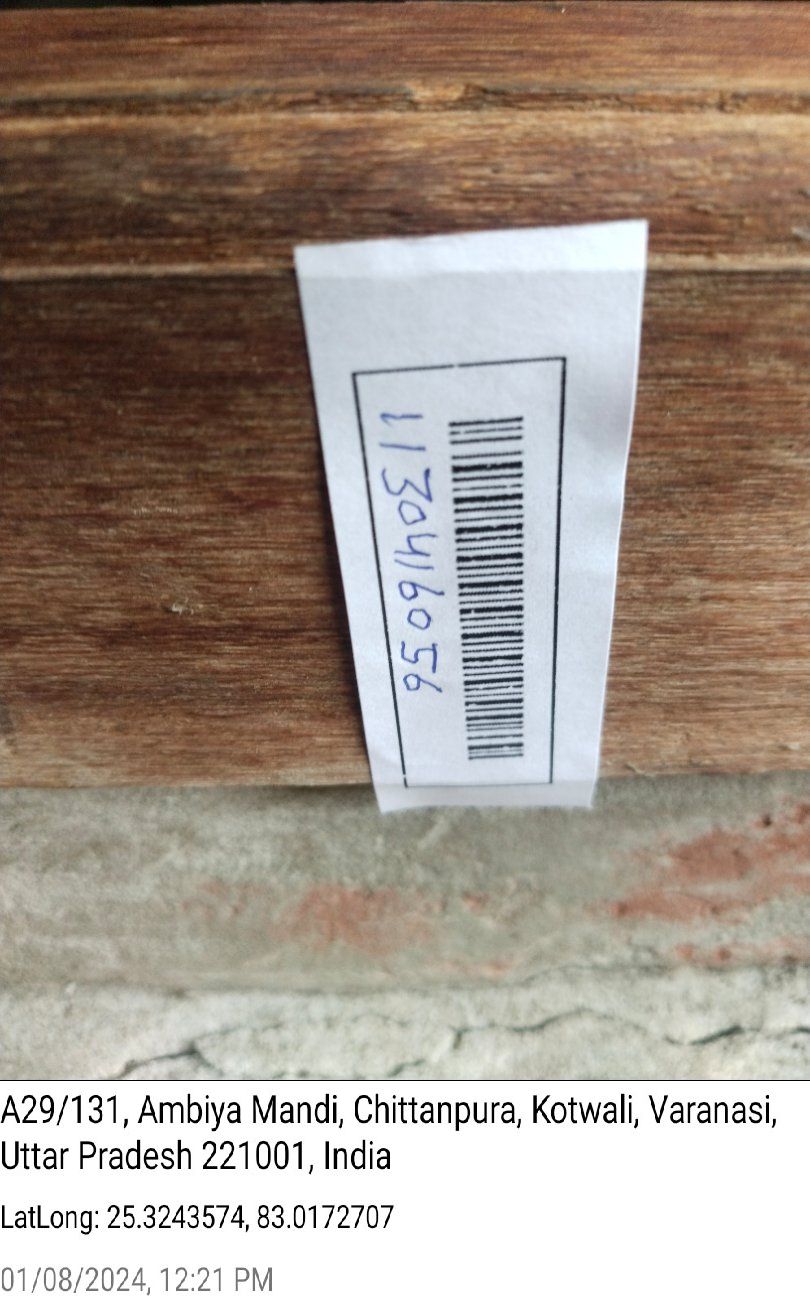 1130416056
A29/131, Ambiya Mandi, Chittanpura, Kotwali, Varanasi,
Uttar Pradesh 221001, India
LatLong: 25.3243574, 83.0172707
01/08/2024, 12:21 PM